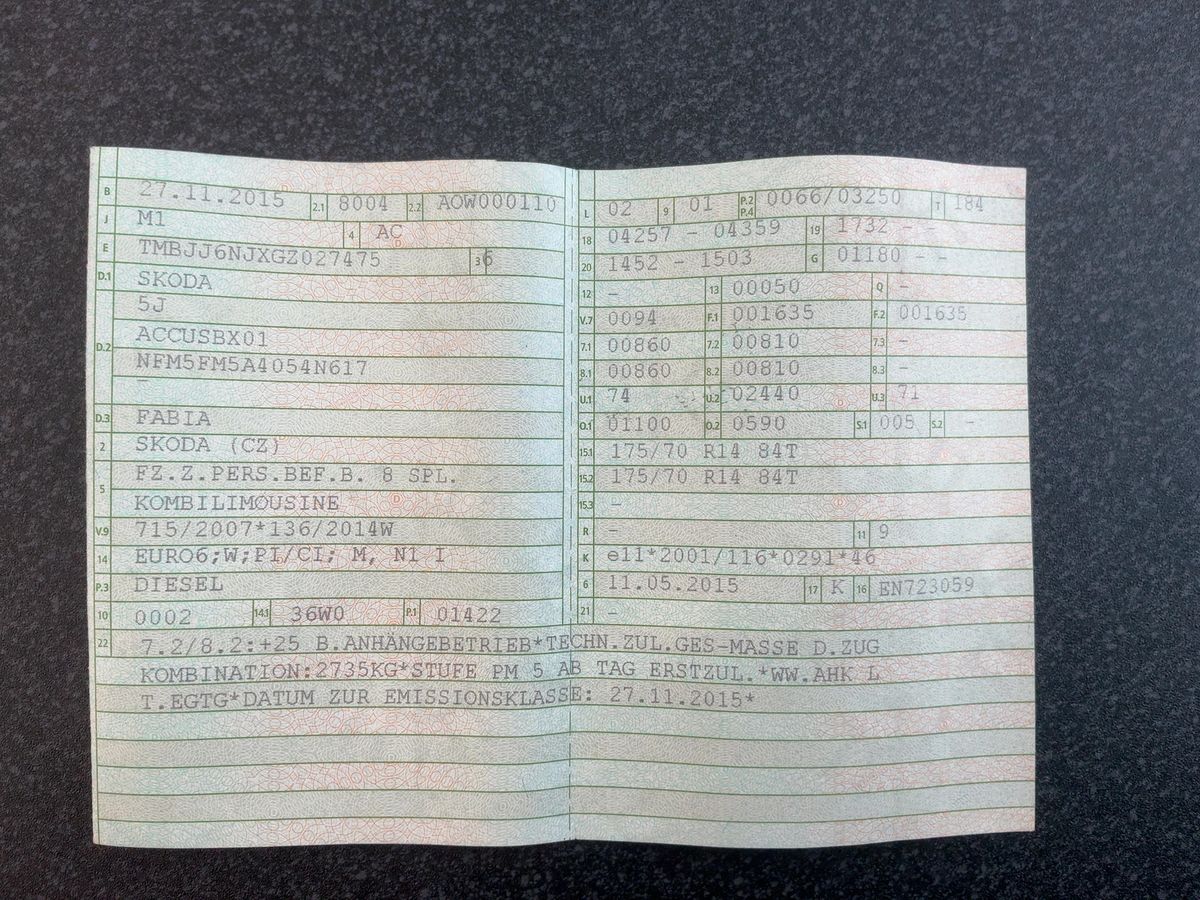 B 27.11.2015 2.1 8004 2.2 AOW000110
J M1 4 AC
E TMBJJ6NJXGZ027475 3 6
D.1 SKODA
D.2 5J
ACCUSBX01
NFM5FM5A4054N617
-
D.3 FABIA
2 SKODA (CZ)
5 FZ.Z.PERS.BEF.B. 8 SPL.
KOMBILIMOUSINE
V.9 715/2007*136/2014W
14 EURO6;W;PI/CI; M, N1 I
P.3 DIESEL
10 0002 14.1 36W0 P.1 01422
L 02 9 01 P.2 P.4 0066/03250 T 184
18 04257 - 04359 19 1732 - -
20 1452 - 1503 G 01180 - -
12 - 13 00050 Q -
V.7 0094 F.1 001635 F.2 001635
7.1 00860 7.2 00810 7.3 -
8.1 00860 8.2 00810 8.3 -
U.1 74 U.2 02440 U.3 71
O.1 01100 O.2 0590 S.1 005 S.2 -
15.1 175/70 R14 84T
15.2 175/70 R14 84T
15.3 -
R - 11 9
K e11*2001/116*0291*46
6 11.05.2015 17 K 16 EN723059
21 -
22 7.2/8.2:+25 B.ANHÄNGEBETRIEB*TECHN.ZUL.GES-MASSE D.ZUG
KOMBINATION:2735KG*STUFE PM 5 AB TAG ERSTZUL.*WW.AHK L
T.EGTG*DATUM ZUR EMISSIONSKLASSE: 27.11.2015*